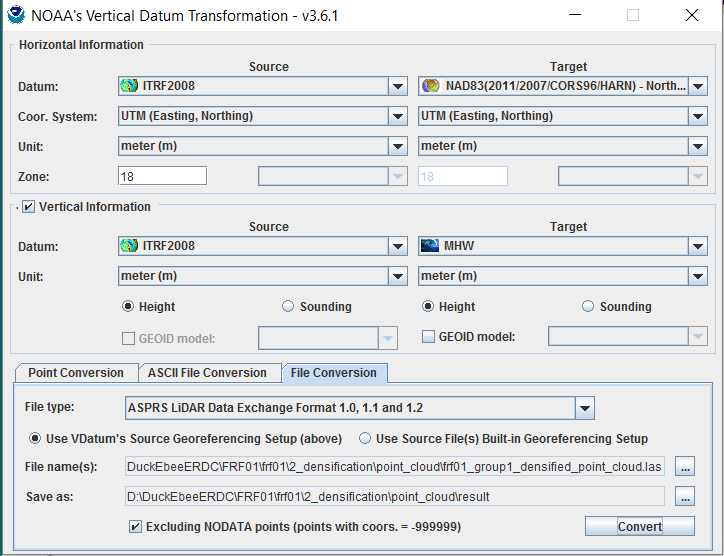 NOAA's Vertical Datum Transformation - v3.6.1
Horizontal Information
Source Target
Datum: ITRF2008 NAD83(2011/2007/CORS96/HARN) - North...
Coor. System: UTM (Easting, Northing) UTM (Easting, Northing)
Unit: meter (m) meter (m)
Zone: 18 18
Vertical Information
Source Target
Datum: ITRF2008 MHW
Unit: meter (m) meter (m)
Height Sounding Height Sounding
GEOID model: GEOID model:
Point Conversion ASCII File Conversion File Conversion
File type: ASPRS LiDAR Data Exchange Format 1.0, 1.1 and 1.2
Use VDatum's Source Georeferencing Setup (above) Use Source File(s) Built-in Georeferencing Setup
File name(s): DuckEbeeERDC\FRF01\frf01\2_densification\point_cloud\frf01_group1_densified_point_cloud.las ...
Save as: D:\DuckEbeeERDC\FRF01\frf01\2_densification\point_cloud\result ...
Excluding NODATA points (points with coors. = -999999) Convert